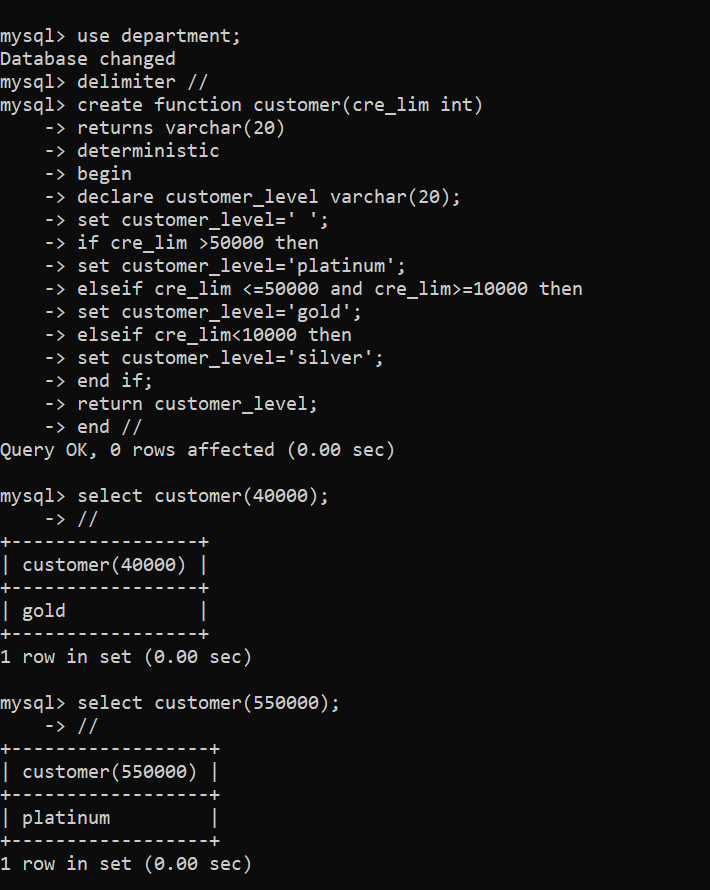 mysql> use department;
Database changed
mysql> delimiter //
mysql> create function customer(cre_lim int)
    -> returns varchar(20)
    -> deterministic
    -> begin
    -> declare customer_level varchar(20);
    -> set customer_level=' ';
    -> if cre_lim >50000 then
    -> set customer_level='platinum';
    -> elseif cre_lim <=50000 and cre_lim>=10000 then
    -> set customer_level='gold';
    -> elseif cre_lim<10000 then
    -> set customer_level='silver';
    -> end if;
    -> return customer_level;
    -> end //
Query OK, 0 rows affected (0.00 sec)

mysql> select customer(40000);
    -> //
+-----------------+
| customer(40000) |
+-----------------+
| gold            |
+-----------------+
1 row in set (0.00 sec)

mysql> select customer(550000);
    -> //
+------------------+
| customer(550000) |
+------------------+
| platinum         |
+------------------+
1 row in set (0.00 sec)